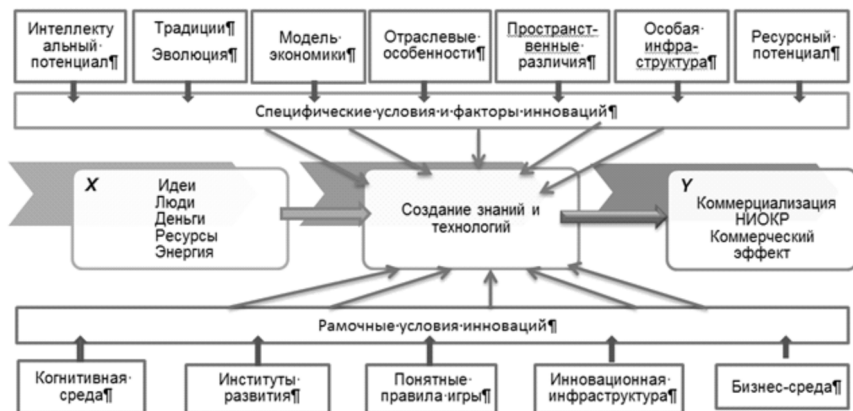 Интеллекту
альный·
потенциал¶
Традиции¶
Эволюция¶
Модель·
экономики¶
Отраслевые·
особенности¶
Пространст-
венные·
различия¶
Особая·
инфра-
структура¶
Ресурсный·
потенциал¶
Специфические·условия·и·факторы·инноваций¶
X
Идеи
Люди
Деньги
Ресурсы
Энергия
Создание знаний и
технологий
Y
Коммерциализация
НИОКР
Коммерческий
эффект
Рамочные·условия·инноваций¶
Когнитивная·
среда¶
Институты·
развития¶
Понятные·
правила·игры¶
Инновационная·
инфраструктура¶
Бизнес-среда¶